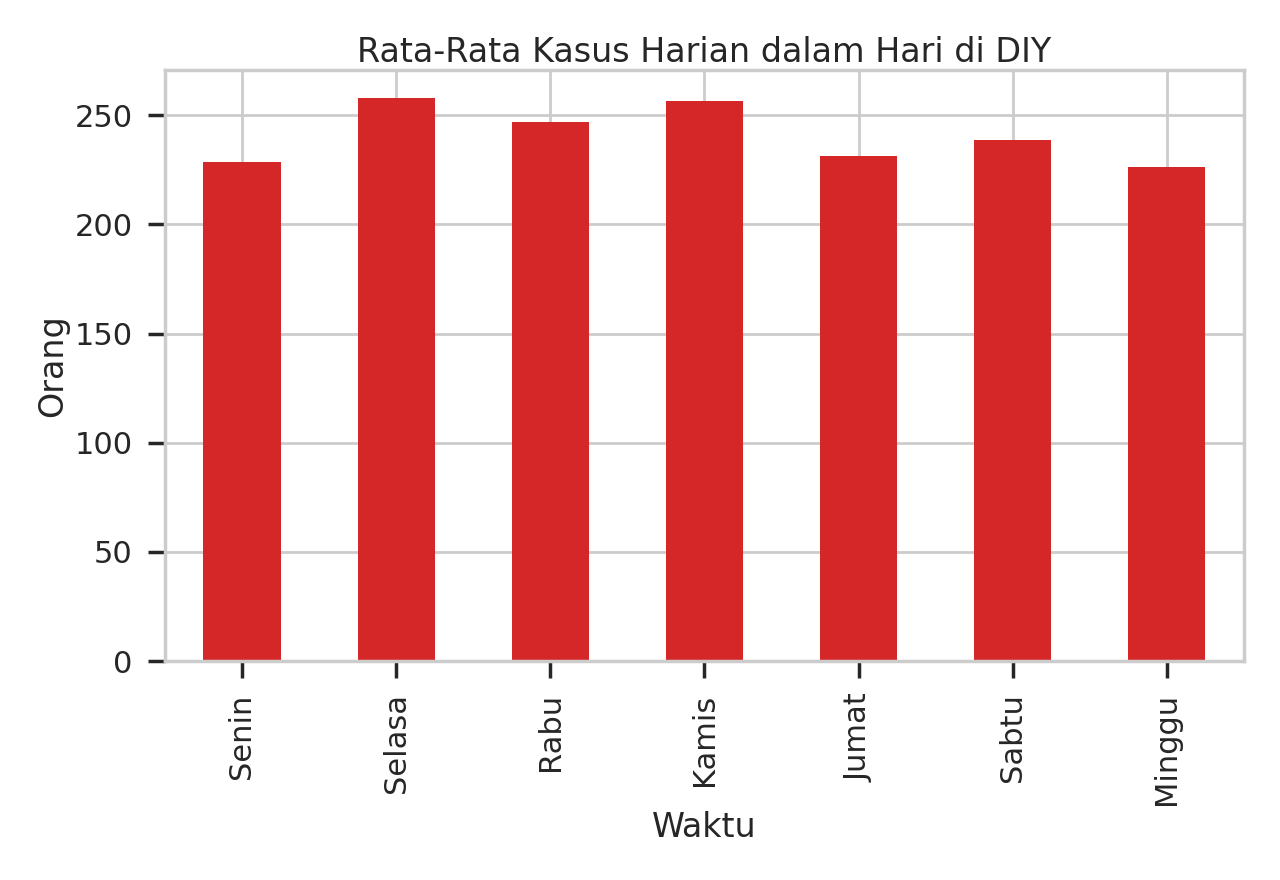 Rata-Rata Kasus Harian dalam Hari di DIY
Orang
250
200
150
100
50
0
Senin
Selasa
Rabu
Kamis
Jumat
Sabtu
Minggu
Waktu